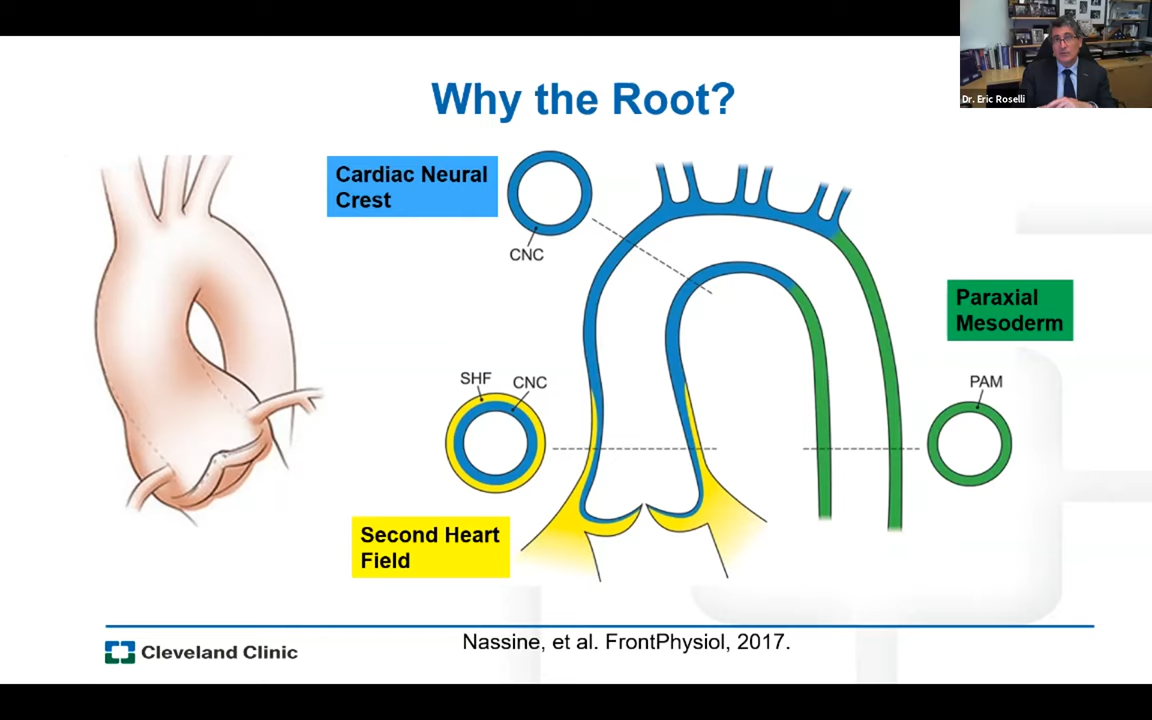 Dr. Eric Roselli
Why the Root?
Cardiac Neural
Crest
CNC
Paraxial
Mesoderm
SHF
CNC
PAM
Second Heart
Field
Nassine, et al. FrontPhysiol, 2017.
Cleveland Clinic